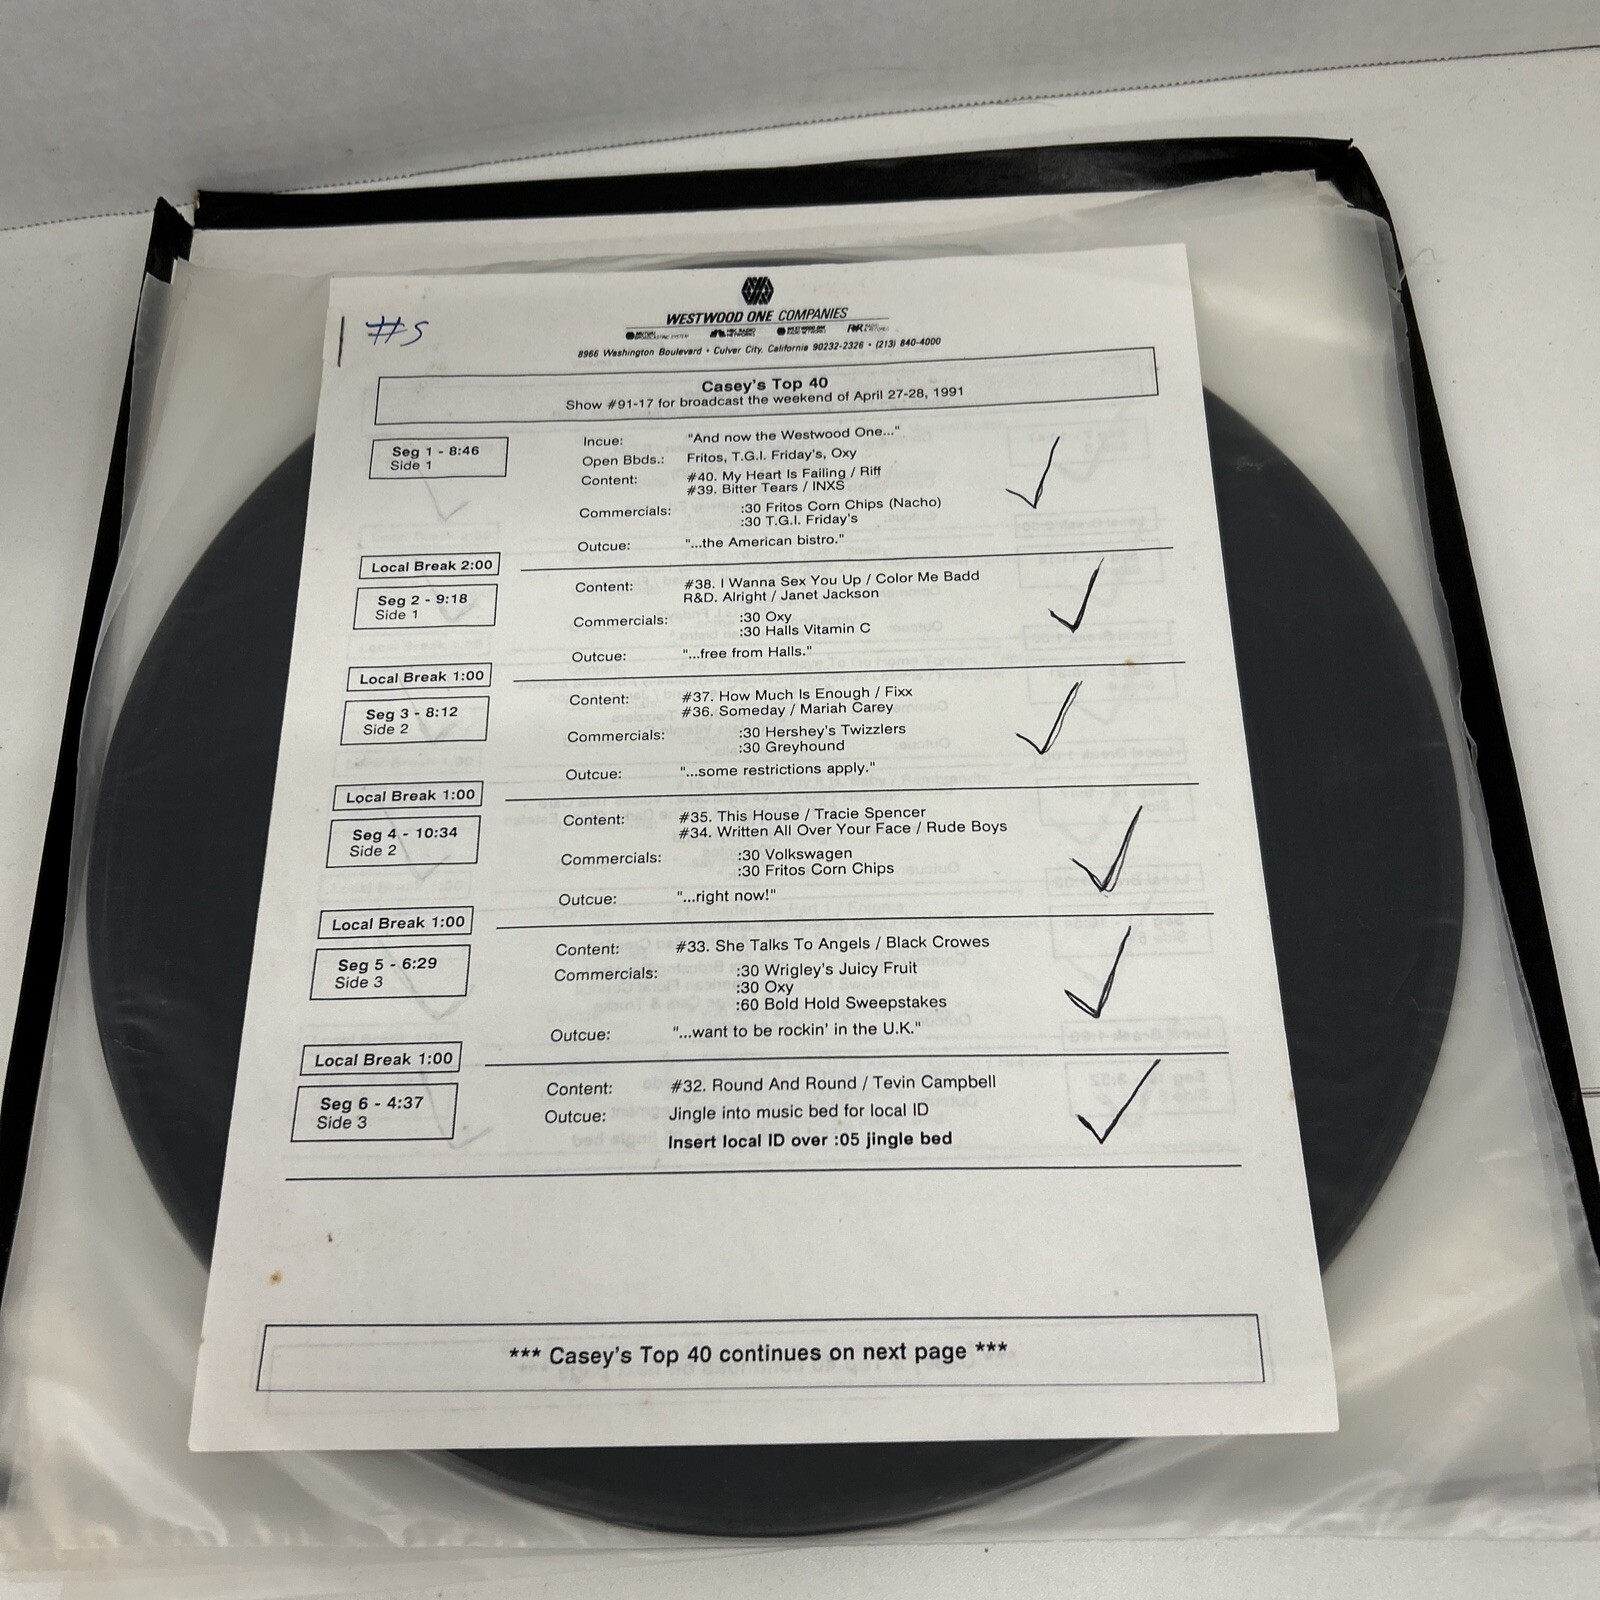 #5
WESTWOOD ONE COMPANIES
8966 Washington Boulevard • Culver City, California 90232-2326 • (213) 840-4000
Casey's Top 40
Show #91-17 for broadcast the weekend of April 27-28, 1991
Seg 1 - 8:46
Side 1
Incue: "And now the Westwood One..."
Open Bbds.: Fritos, T.G.I. Friday's, Oxy
Content: #40. My Heart Is Failing / Riff
#39. Bitter Tears / INXS
Commercials: :30 Fritos Corn Chips (Nacho)
:30 T.G.I. Friday's
Outcue: "...the American bistro."
Local Break 2:00
Seg 2 - 9:18
Side 1
Content: #38. I Wanna Sex You Up / Color Me Badd
R&D. Alright / Janet Jackson
Commercials: :30 Oxy
:30 Halls Vitamin C
Outcue: "...free from Halls."
Local Break 1:00
Seg 3 - 8:12
Side 2
Content: #37. How Much Is Enough / Fixx
#36. Someday / Mariah Carey
Commercials: :30 Hershey's Twizzlers
:30 Greyhound
Outcue: "...some restrictions apply."
Local Break 1:00
Seg 4 - 10:34
Side 2
Content: #35. This House / Tracie Spencer
#34. Written All Over Your Face / Rude Boys
Commercials: :30 Volkswagen
:30 Fritos Corn Chips
Outcue: "...right now!"
Local Break 1:00
Seg 5 - 6:29
Side 3
Content: #33. She Talks To Angels / Black Crowes
Commercials: :30 Wrigley's Juicy Fruit
:30 Oxy
:60 Bold Hold Sweepstakes
Outcue: "...want to be rockin' in the U.K."
Local Break 1:00
Seg 6 - 4:37
Side 3
Content: #32. Round And Round / Tevin Campbell
Outcue: Jingle into music bed for local ID
Insert local ID over :05 jingle bed
*** Casey's Top 40 continues on next page ***